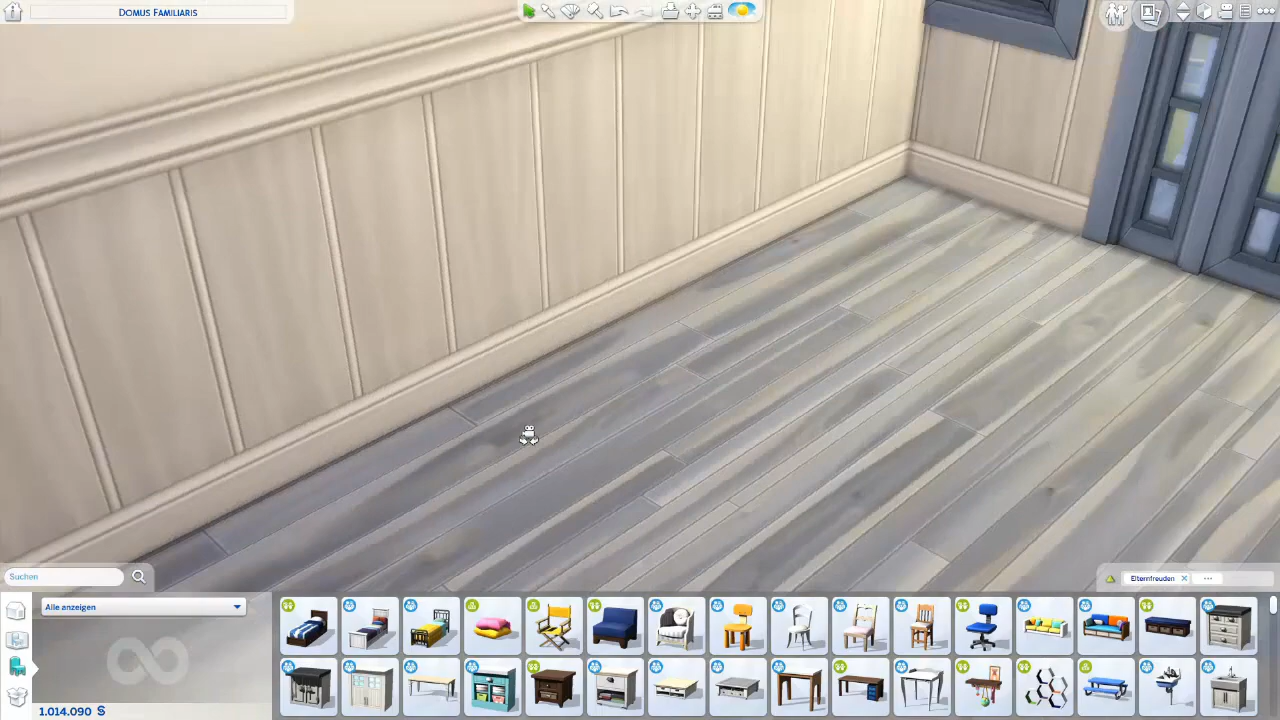 DOMUS FAMILIARIS
Suchen
Elternfreuden
Alle anzeigen
1.014.090 $